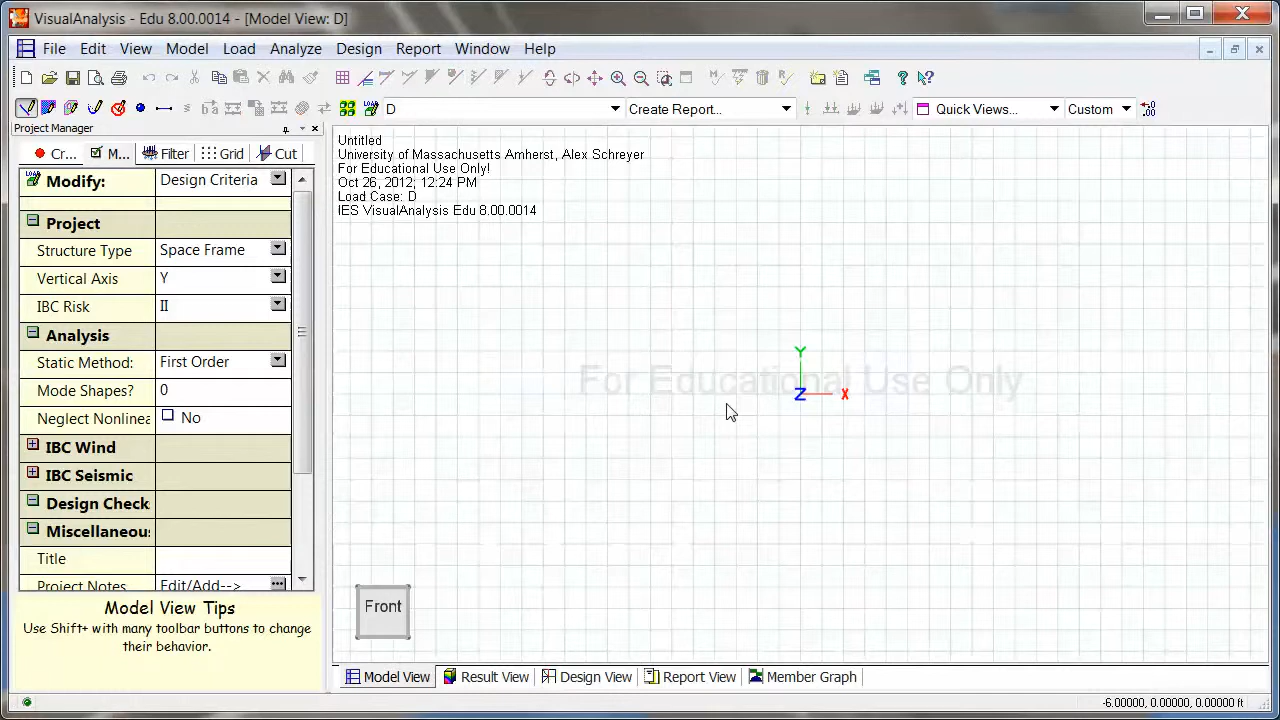 VisualAnalysis - Edu 8.00.0014 - [Model View: D]
File Edit View Model Load Analyze Design Report Window Help
D Create Report... Quick Views... Custom
Project Manager
Cr... M... Filter Grid Cut
Modify: Design Criteria
Project
Structure Type Space Frame
Vertical Axis Y
IBC Risk II
Analysis
Static Method: First Order
Mode Shapes? 0
Neglect Nonlinea No
IBC Wind
IBC Seismic
Design Check
Miscellaneou
Title
Project Notes Edit/Add-->
Model View Tips
Use Shift+ with many toolbar buttons to change
their behavior.
Untitled
University of Massachusetts Amherst, Alex Schreyer
For Educational Use Only!
Oct 26, 2012; 12:24 PM
Load Case: D
IES VisualAnalysis Edu 8.00.0014
Y
For Educational Use Only
Z X
Front
Model View Result View Design View Report View Member Graph
-6.00000, 0.00000, 0.00000 ft